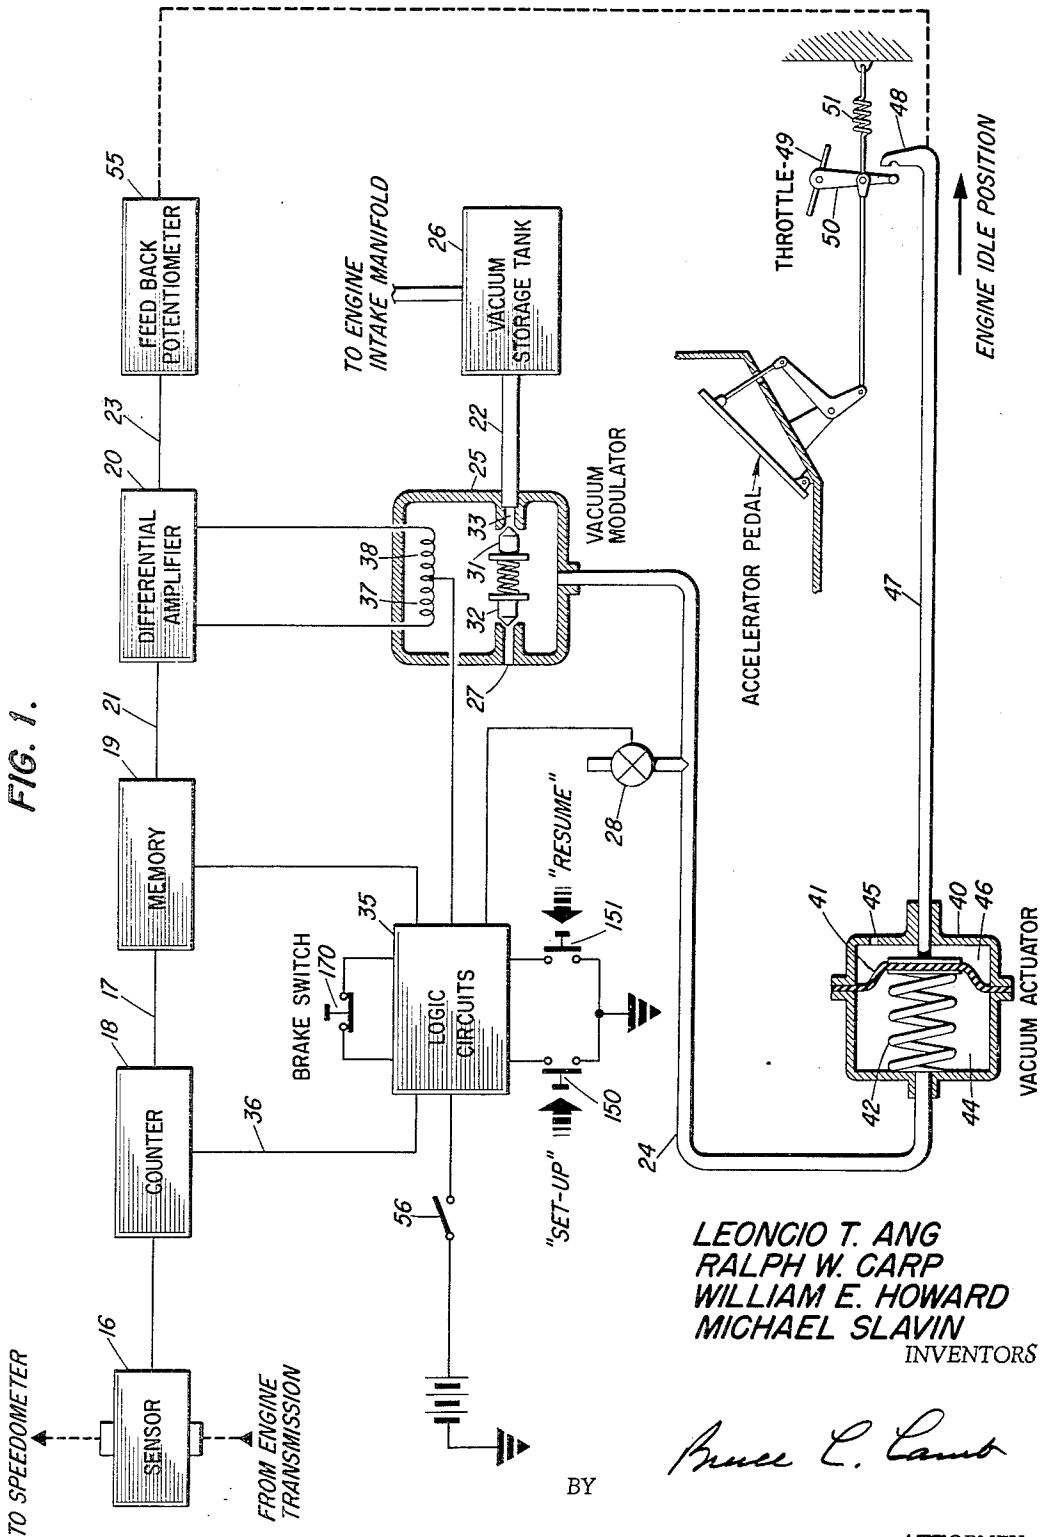 FIG. 1.
TO SPEEDOMETER
16
SENSOR
FROM ENGINE
TRANSMISSION
18
COUNTER
17
36
19
MEMORY
21
20
DIFFERENTIAL
AMPLIFIER
23
55
FEED BACK
POTENTIOMETER
56
BRAKE SWITCH
170
35
LOGIC
CIRCUITS
"SET-UP"
150
"RESUME"
151
28
37
38
25
27
32
31
33
22
VACUUM
MODULATOR
TO ENGINE
INTAKE MANIFOLD
26
VACUUM
STORAGE TANK
24
ACCELERATOR PEDAL
THROTTLE-49
50
51
48
ENGINE IDLE POSITION
47
41
45
40
46
42
44
VACUUM ACTUATOR
LEONCIO T. ANG
RALPH W. CARP
WILLIAM E. HOWARD
MICHAEL SLAVIN
INVENTORS
BY
Bruce C. Lamb